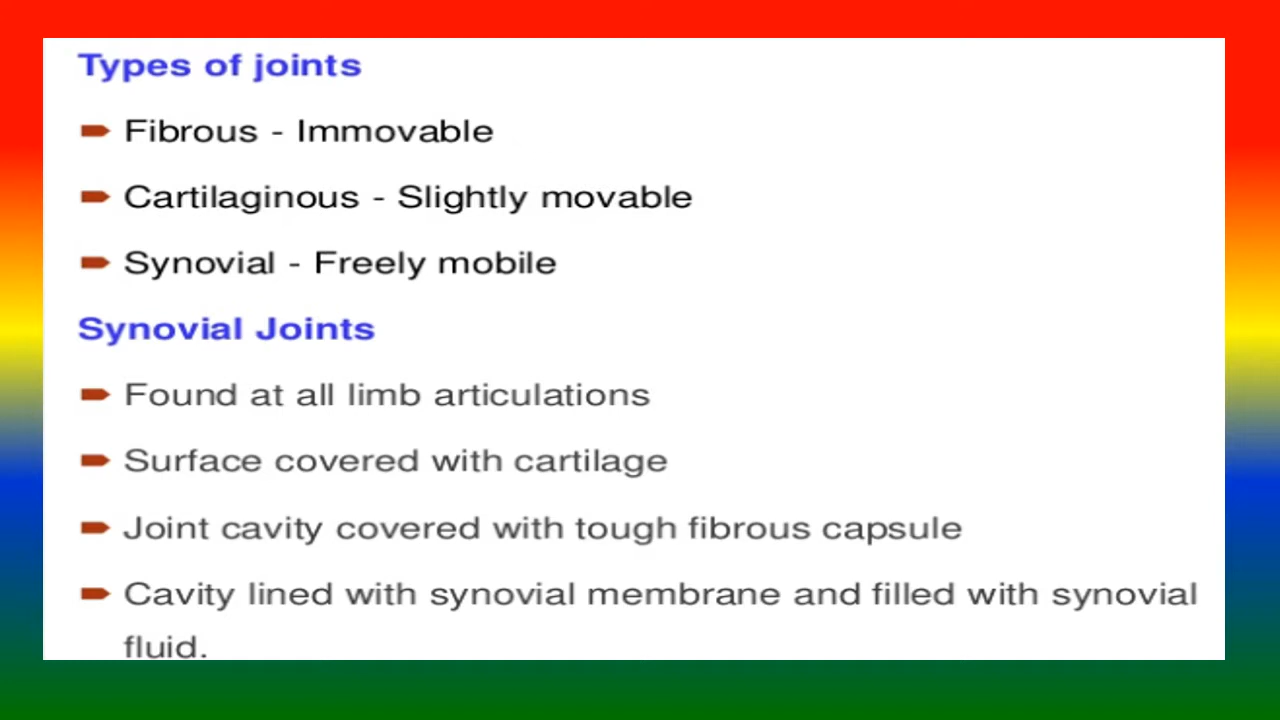 Types of joints
Fibrous - Immovable
Cartilaginous - Slightly movable
Synovial - Freely mobile
Synovial Joints
Found at all limb articulations
Surface covered with cartilage
Joint cavity covered with tough fibrous capsule
Cavity lined with synovial membrane and filled with synovial
fluid.